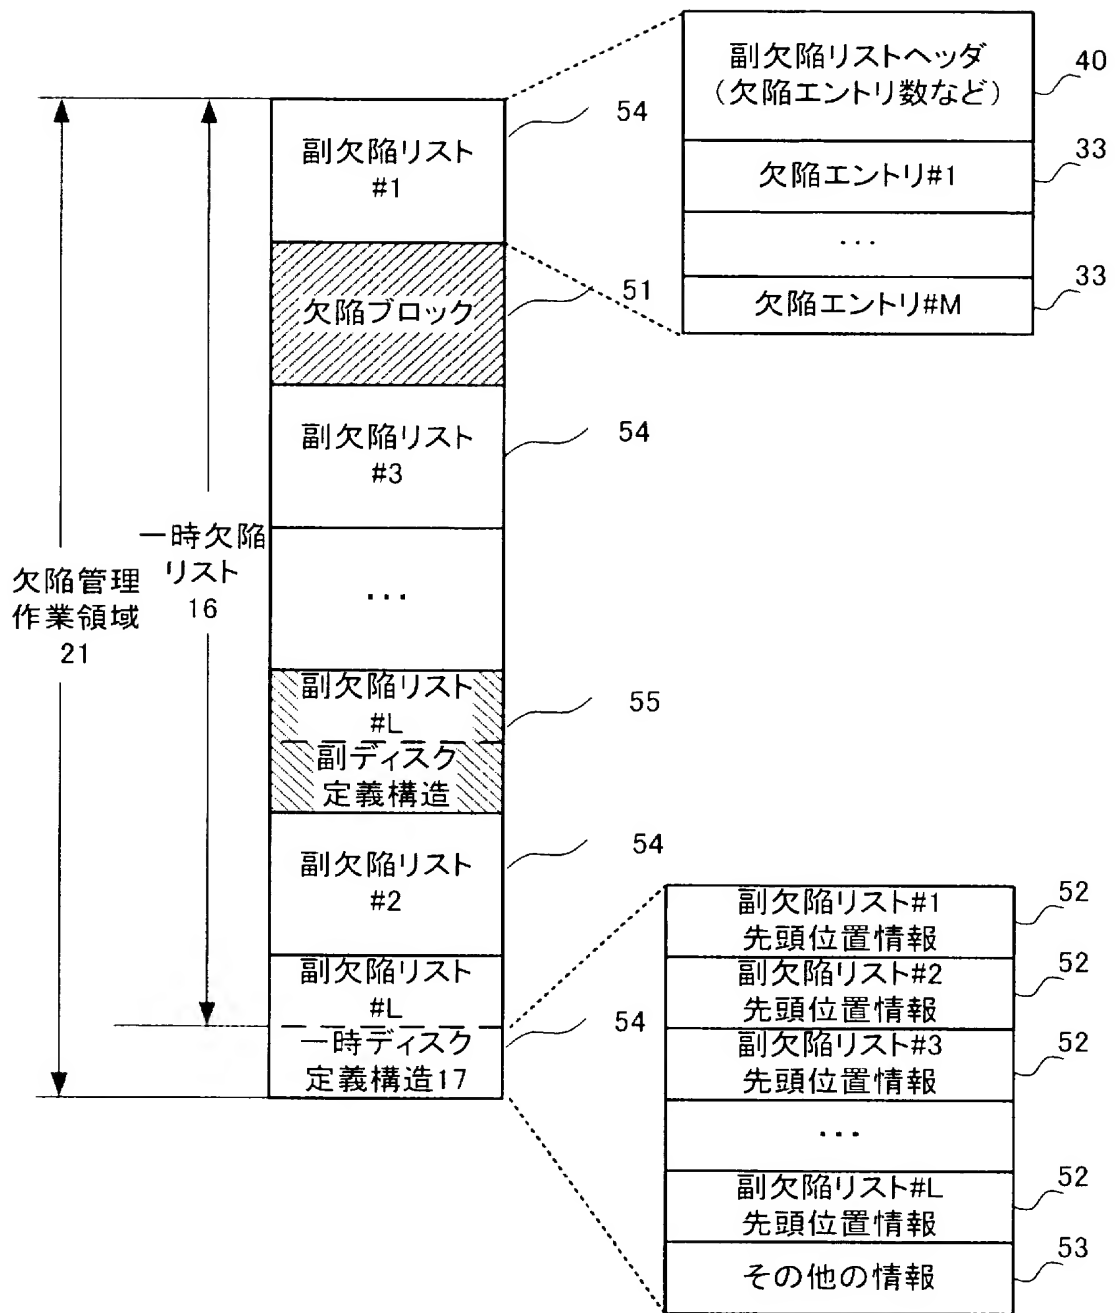 副欠陥リストヘッダ
（欠陥エントリ数など）
40
欠陥エントリ#1
33
...
欠陥エントリ#M
33
副欠陥リスト
#1
54
欠陥ブロック
51
副欠陥リスト
#3
54
...
副欠陥リスト
#L
副ディスク
定義構造
55
副欠陥リスト
#2
54
副欠陥リスト
#L
一時ディスク
定義構造17
54
一時欠陥
リスト
16
欠陥管理
作業領域
21
副欠陥リスト#1
先頭位置情報
52
副欠陥リスト#2
先頭位置情報
52
副欠陥リスト#3
先頭位置情報
52
...
副欠陥リスト#L
先頭位置情報
52
その他の情報
53